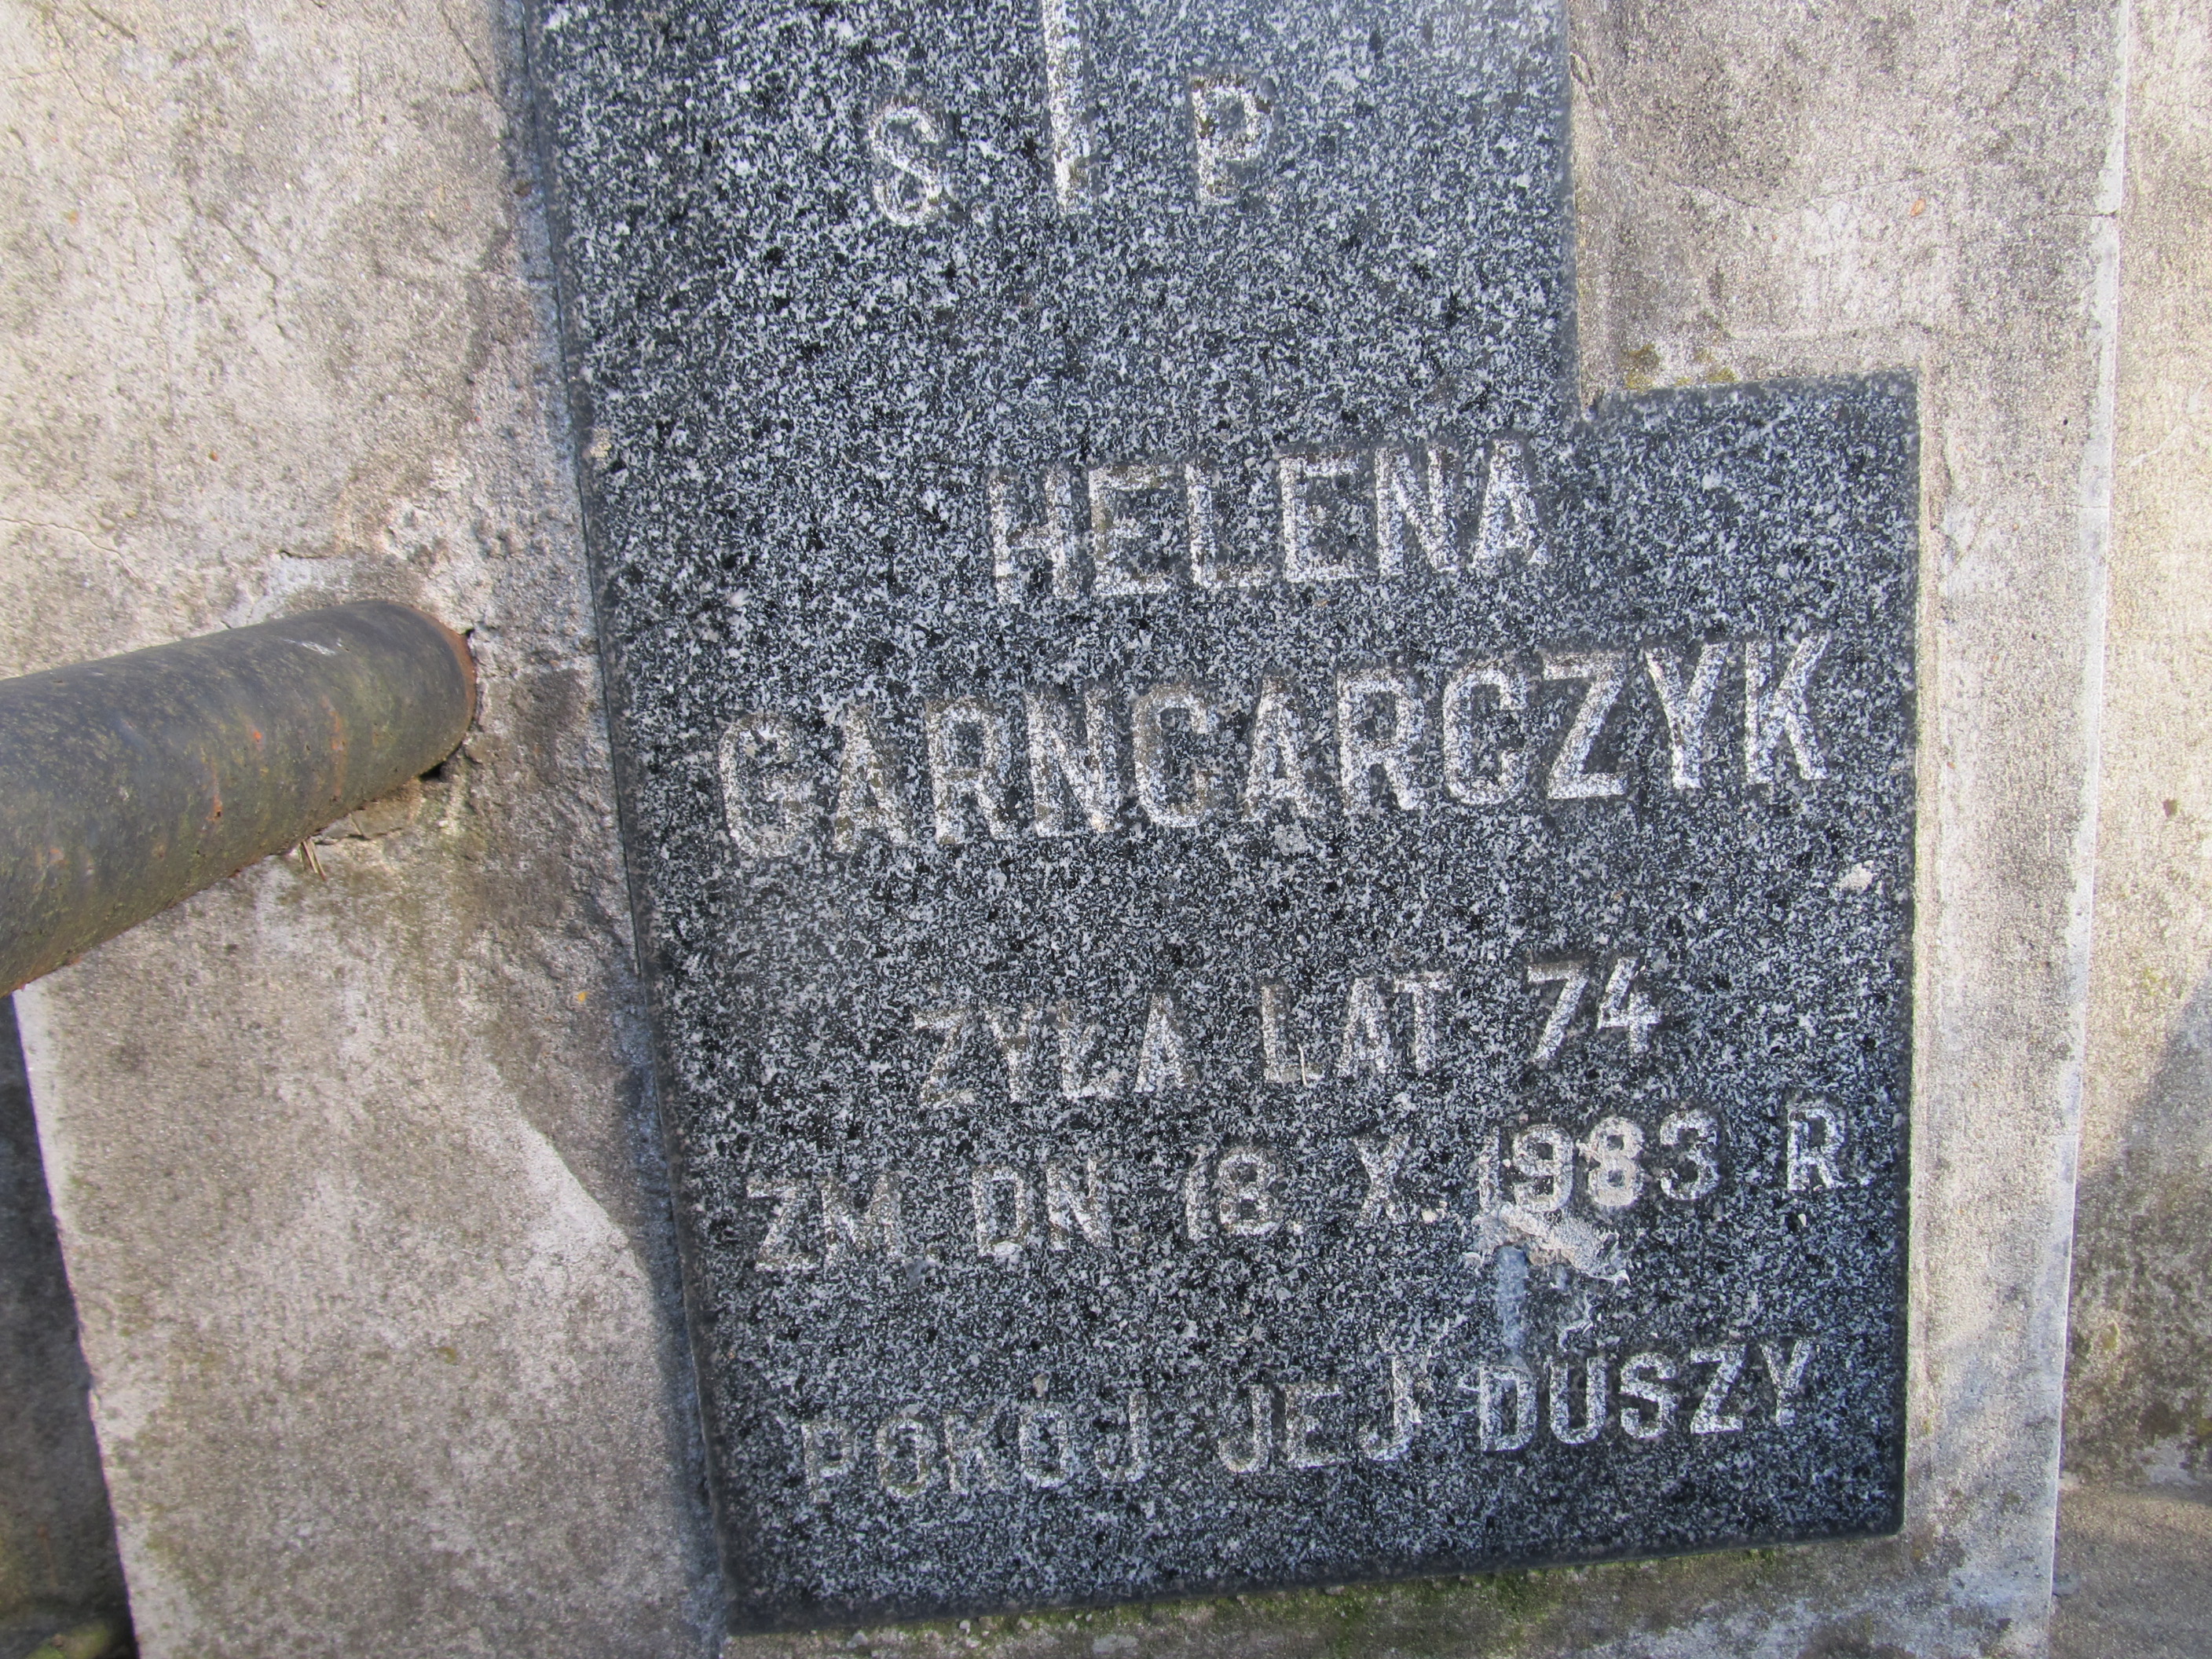 Ś. P.
HELENA
GARNCARCZYK
ŻYŁA LAT 74
ZM. DN. 18. X. 1983 R.
POKÓJ JEJ DUSZY